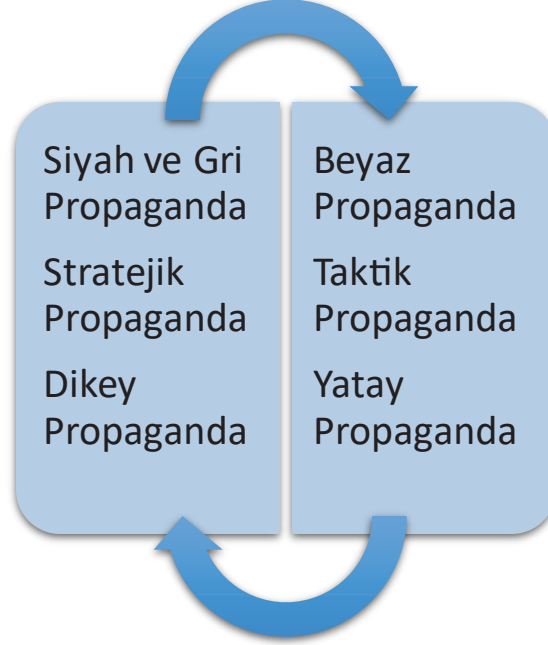 Siyah ve Gri
Propaganda
Stratejik
Propaganda
Dikey
Propaganda
Beyaz
Propaganda
Taktik
Propaganda
Yatay
Propaganda